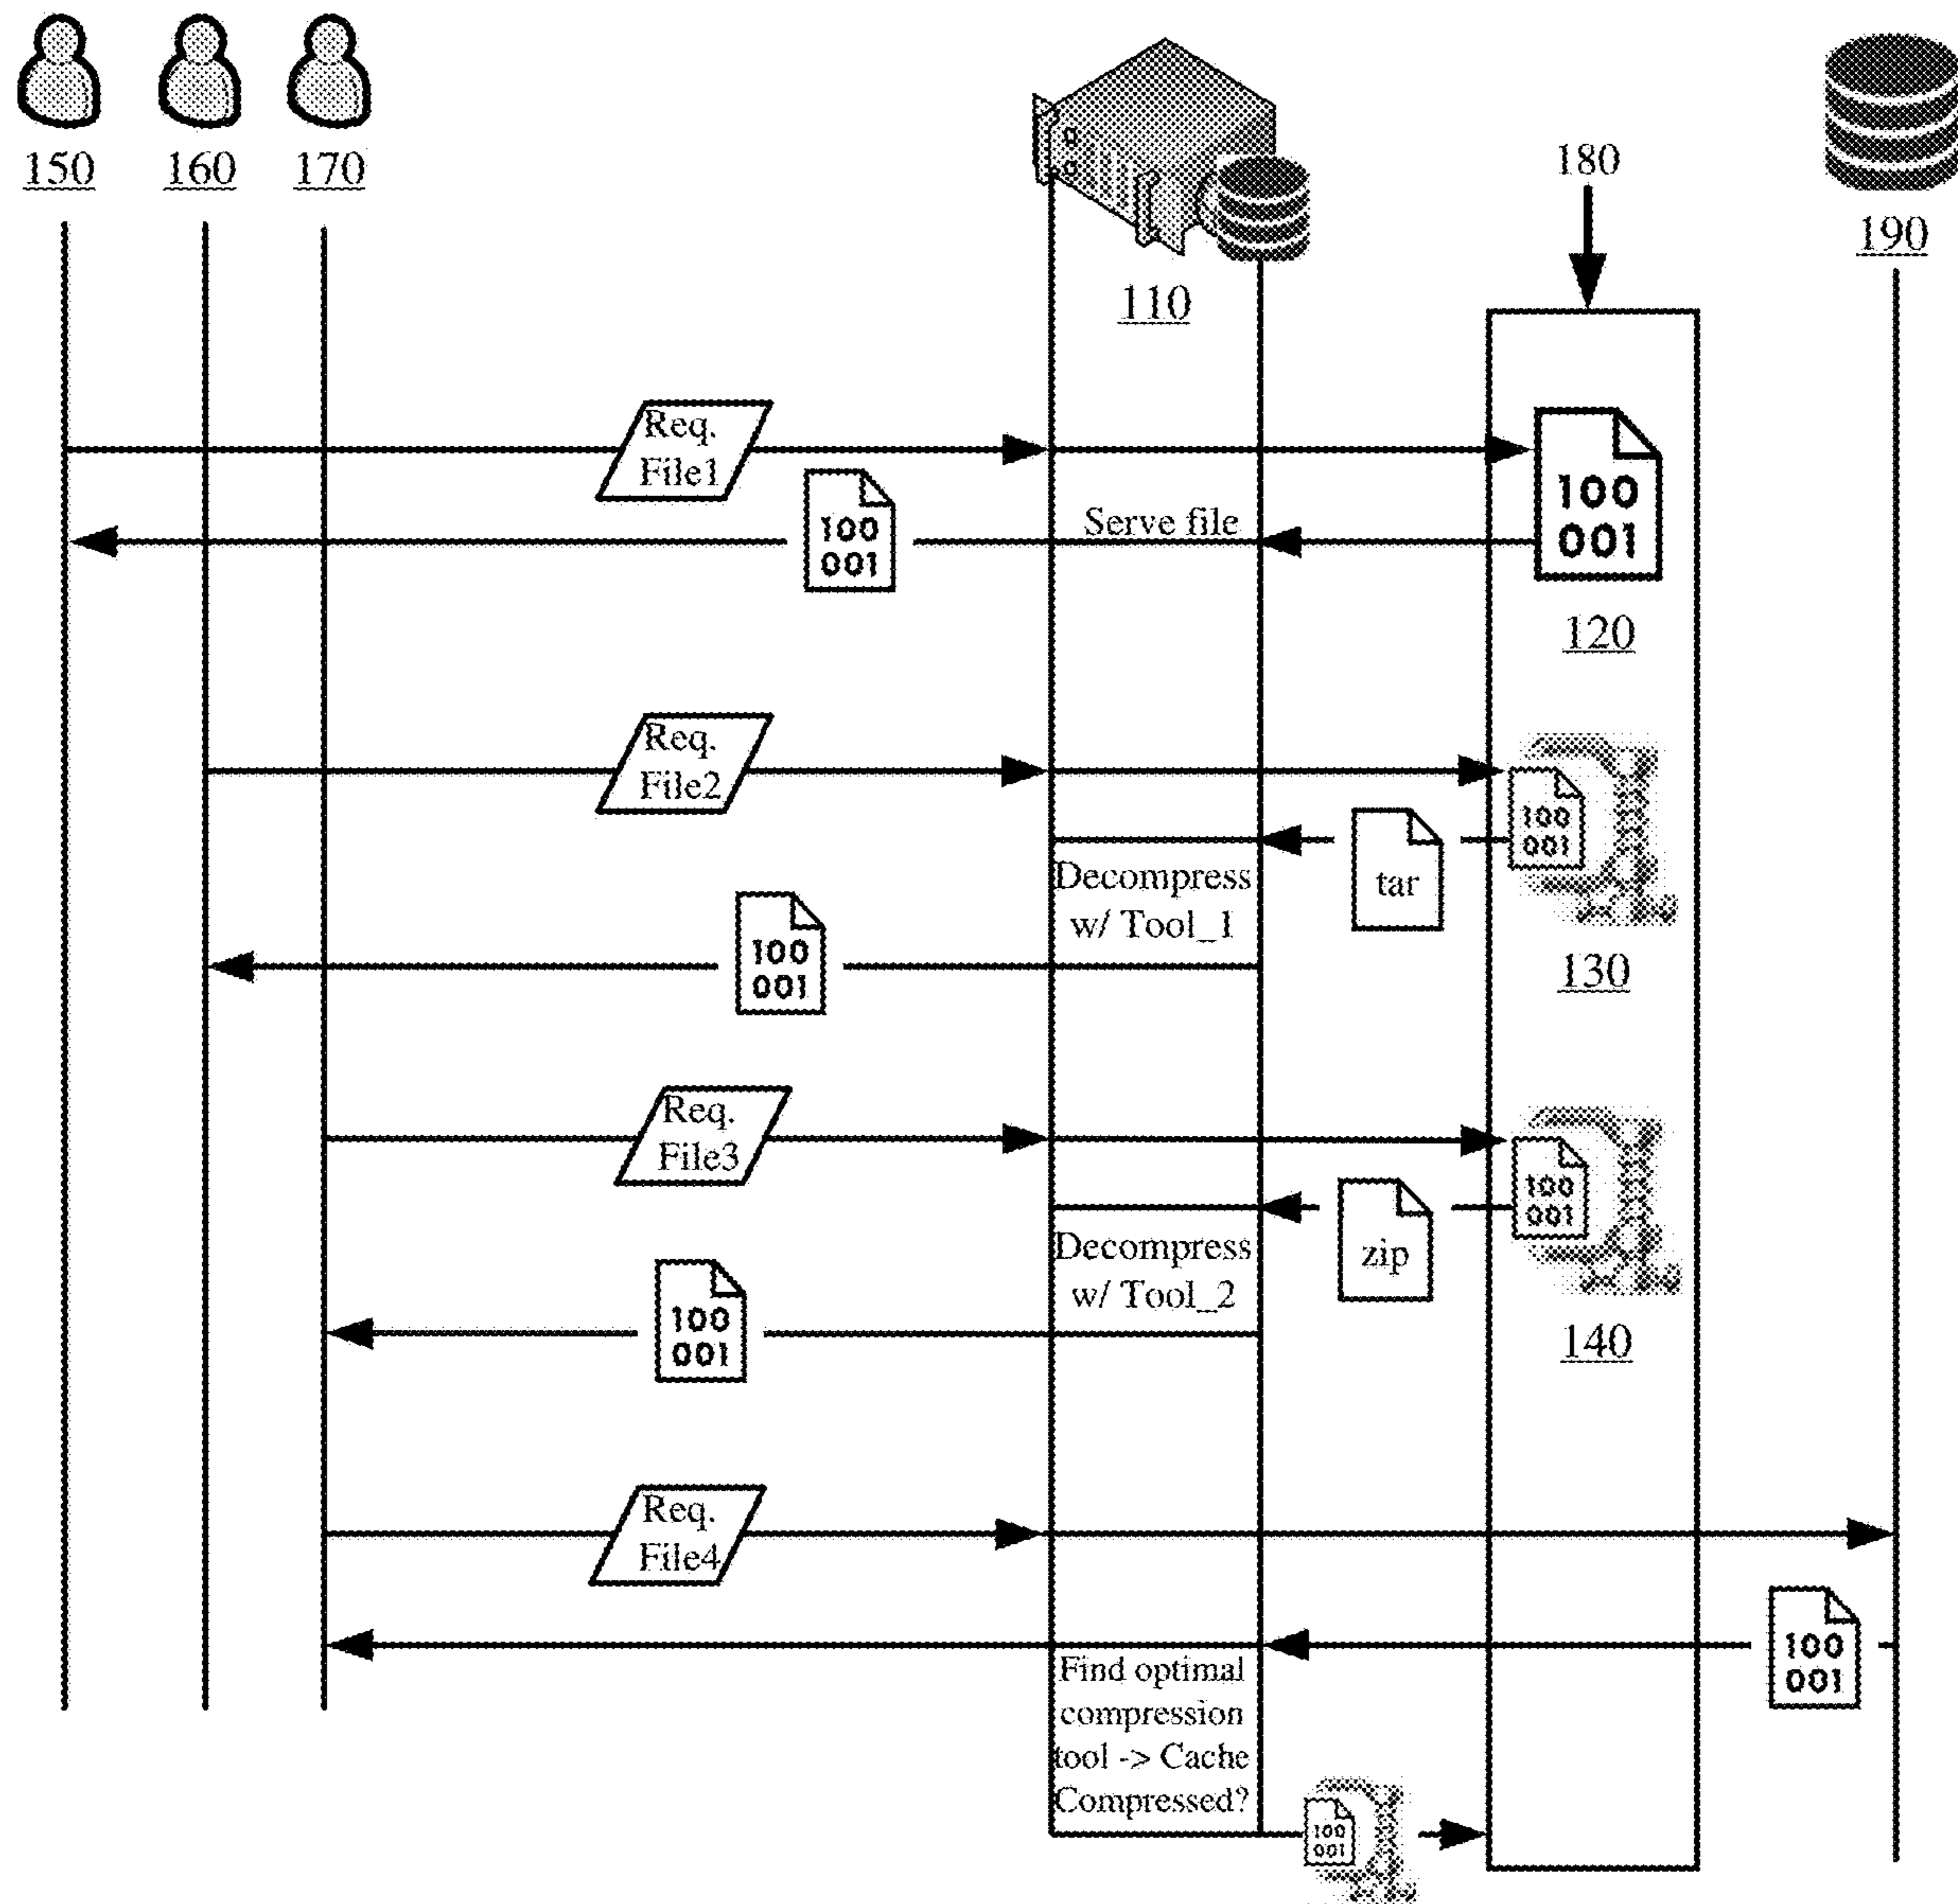 150
160
170
110
180
190
Req.
File1
100
001
Serve file
100
001
120
Req.
File2
100
001
tar
Decompress
w/ Tool_1
100
001
130
Req.
File3
100
001
zip
Decompress
w/ Tool_2
100
001
140
Req.
File4
100
001
Find optimal
compression
tool -> Cache
Compressed?
100
001